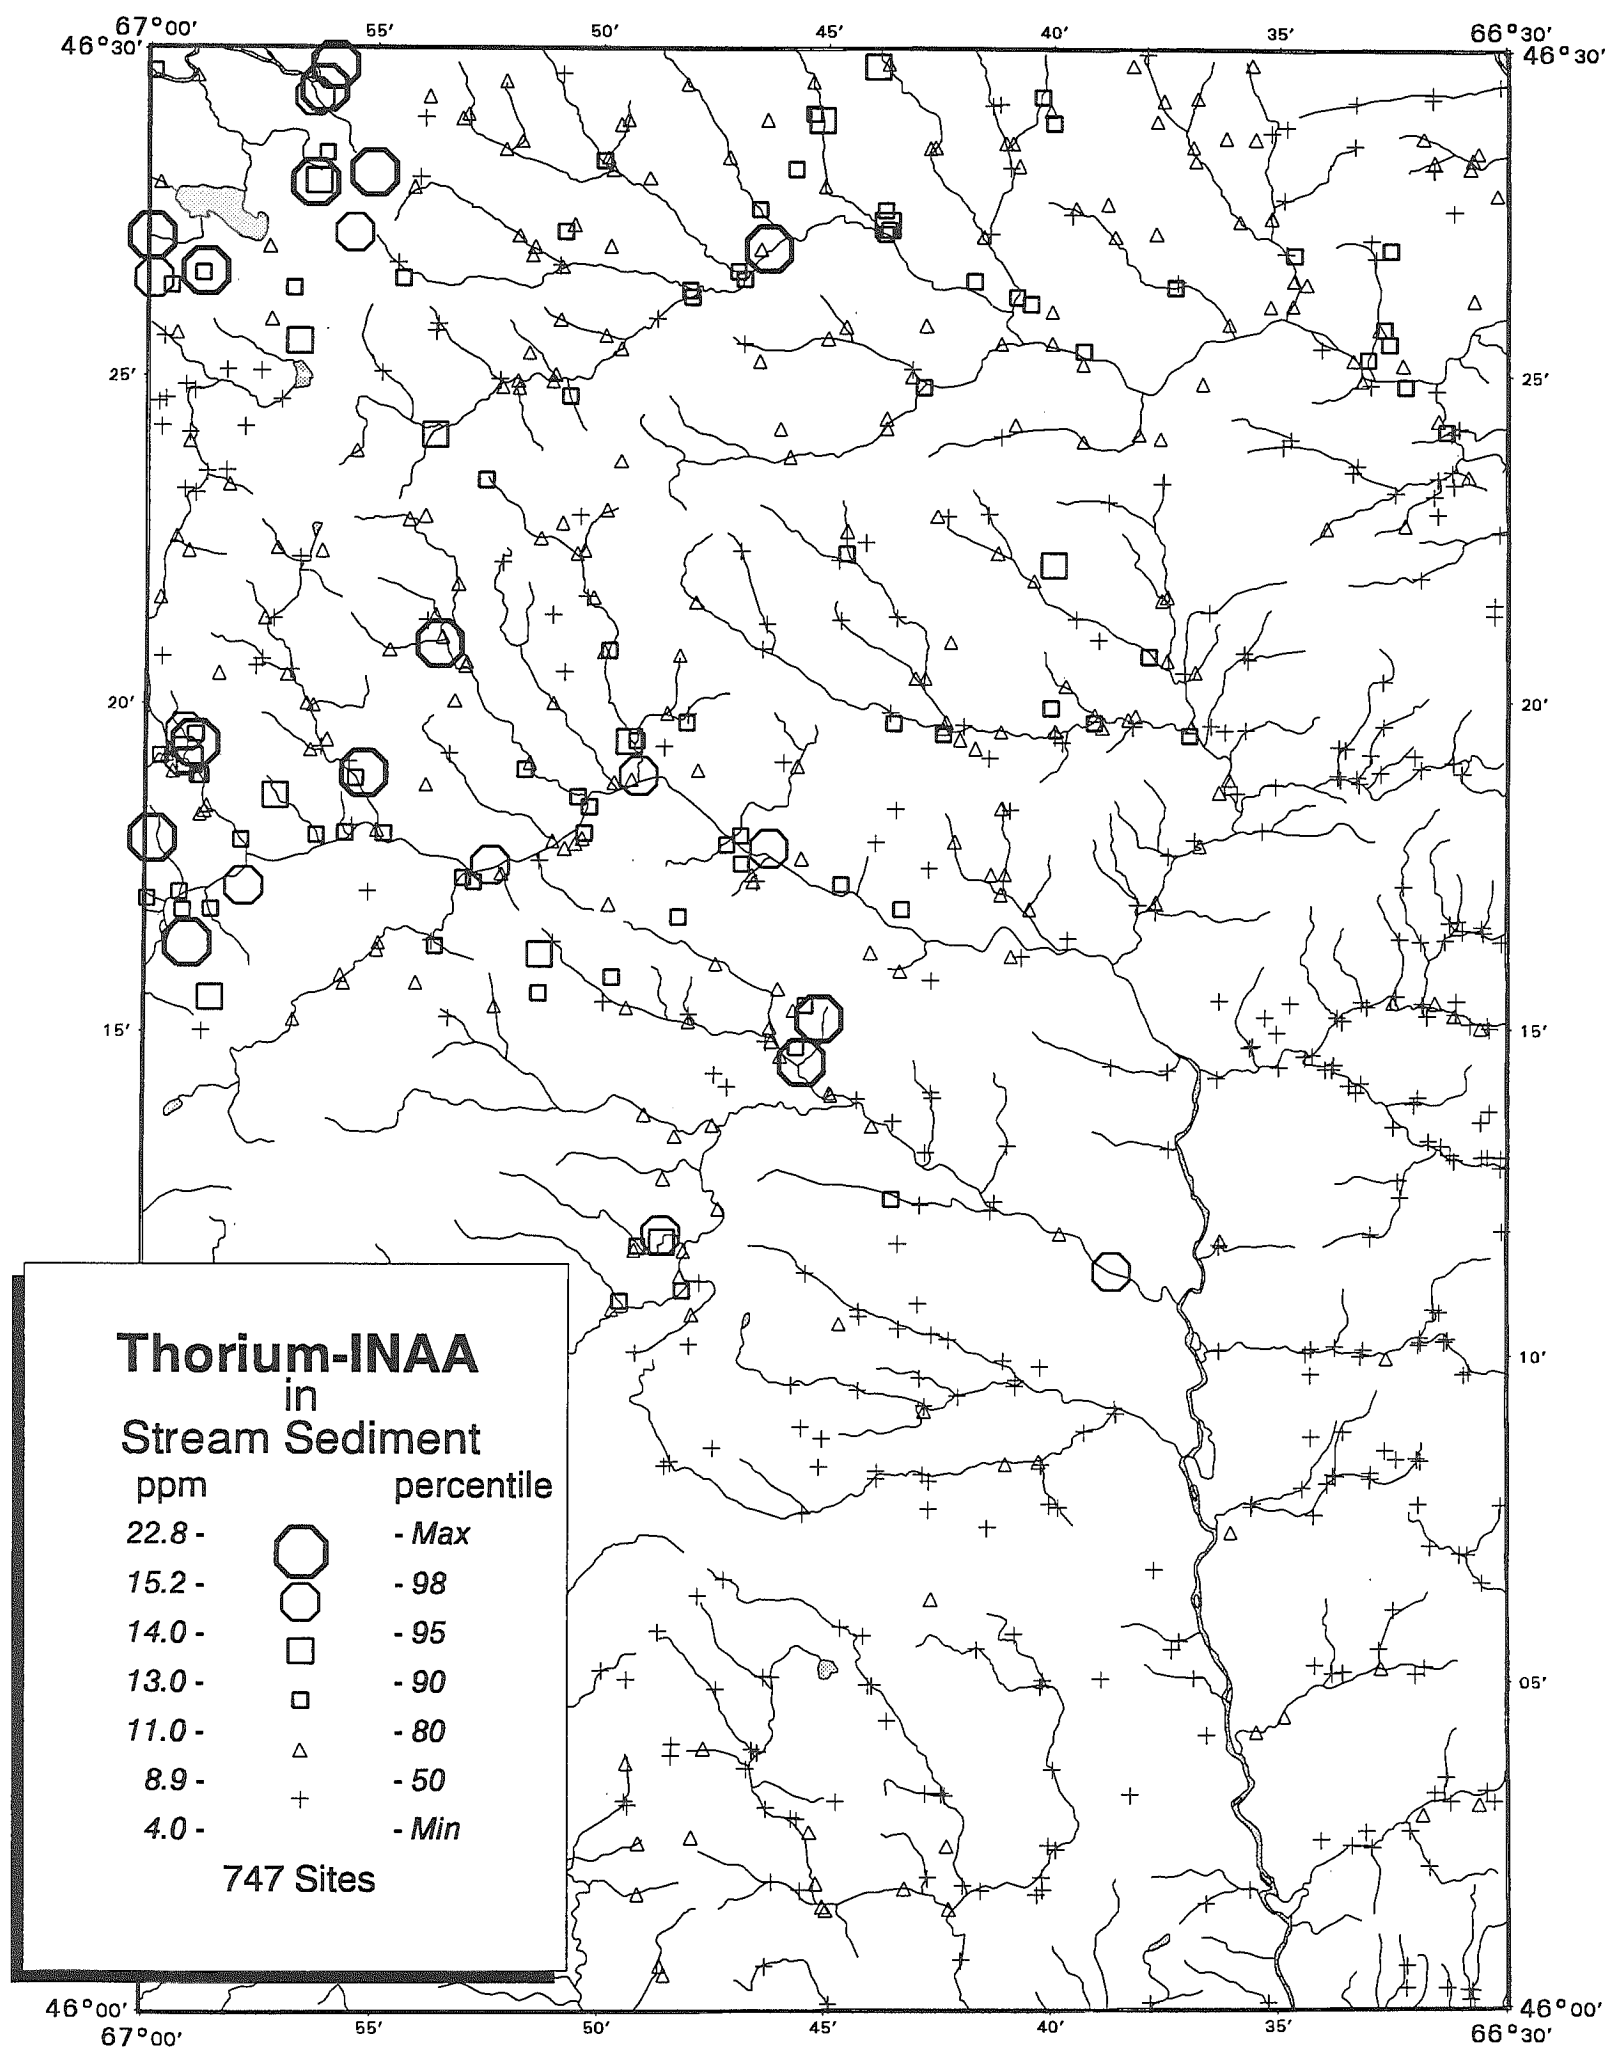 67°00′ 55′ 50′ 45′ 40′ 35′ 66°30′
46°30′ 46°30′
25′ 25′
20′ 20′
15′ 15′
10′
05′
Thorium-INAA
in
Stream Sediment
ppm percentile
22.8 - - Max
15.2 - - 98
14.0 - - 95
13.0 - - 90
11.0 - - 80
8.9 - - 50
4.0 - - Min
747 Sites
46°00′ 46°00′
67°00′ 55′ 50′ 45′ 40′ 35′ 66°30′